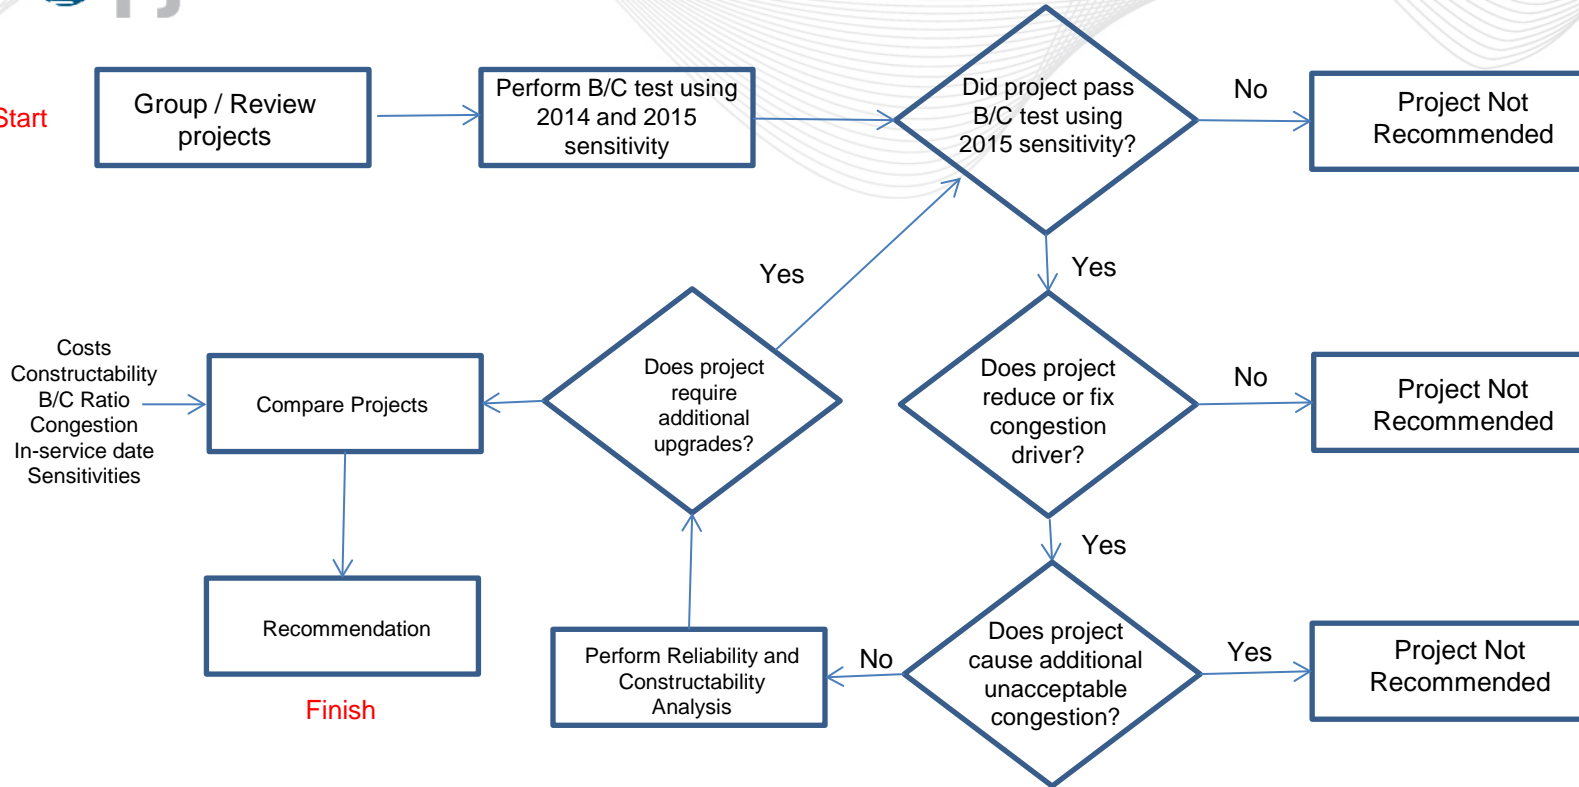 Start
Group / Review
projects
Perform B/C test using
2014 and 2015
sensitivity
Did project pass
B/C test using
2015 sensitivity?
No
Project Not
Recommended
Yes
Yes
Costs
Constructability
B/C Ratio
Congestion
In-service date
Sensitivities
Compare Projects
Does project
require
additional
upgrades?
Does project
reduce or fix
congestion
driver?
No
Project Not
Recommended
Yes
Recommendation
Finish
Perform Reliability and
Constructability
Analysis
No
Does project
cause additional
unacceptable
congestion?
Yes
Project Not
Recommended